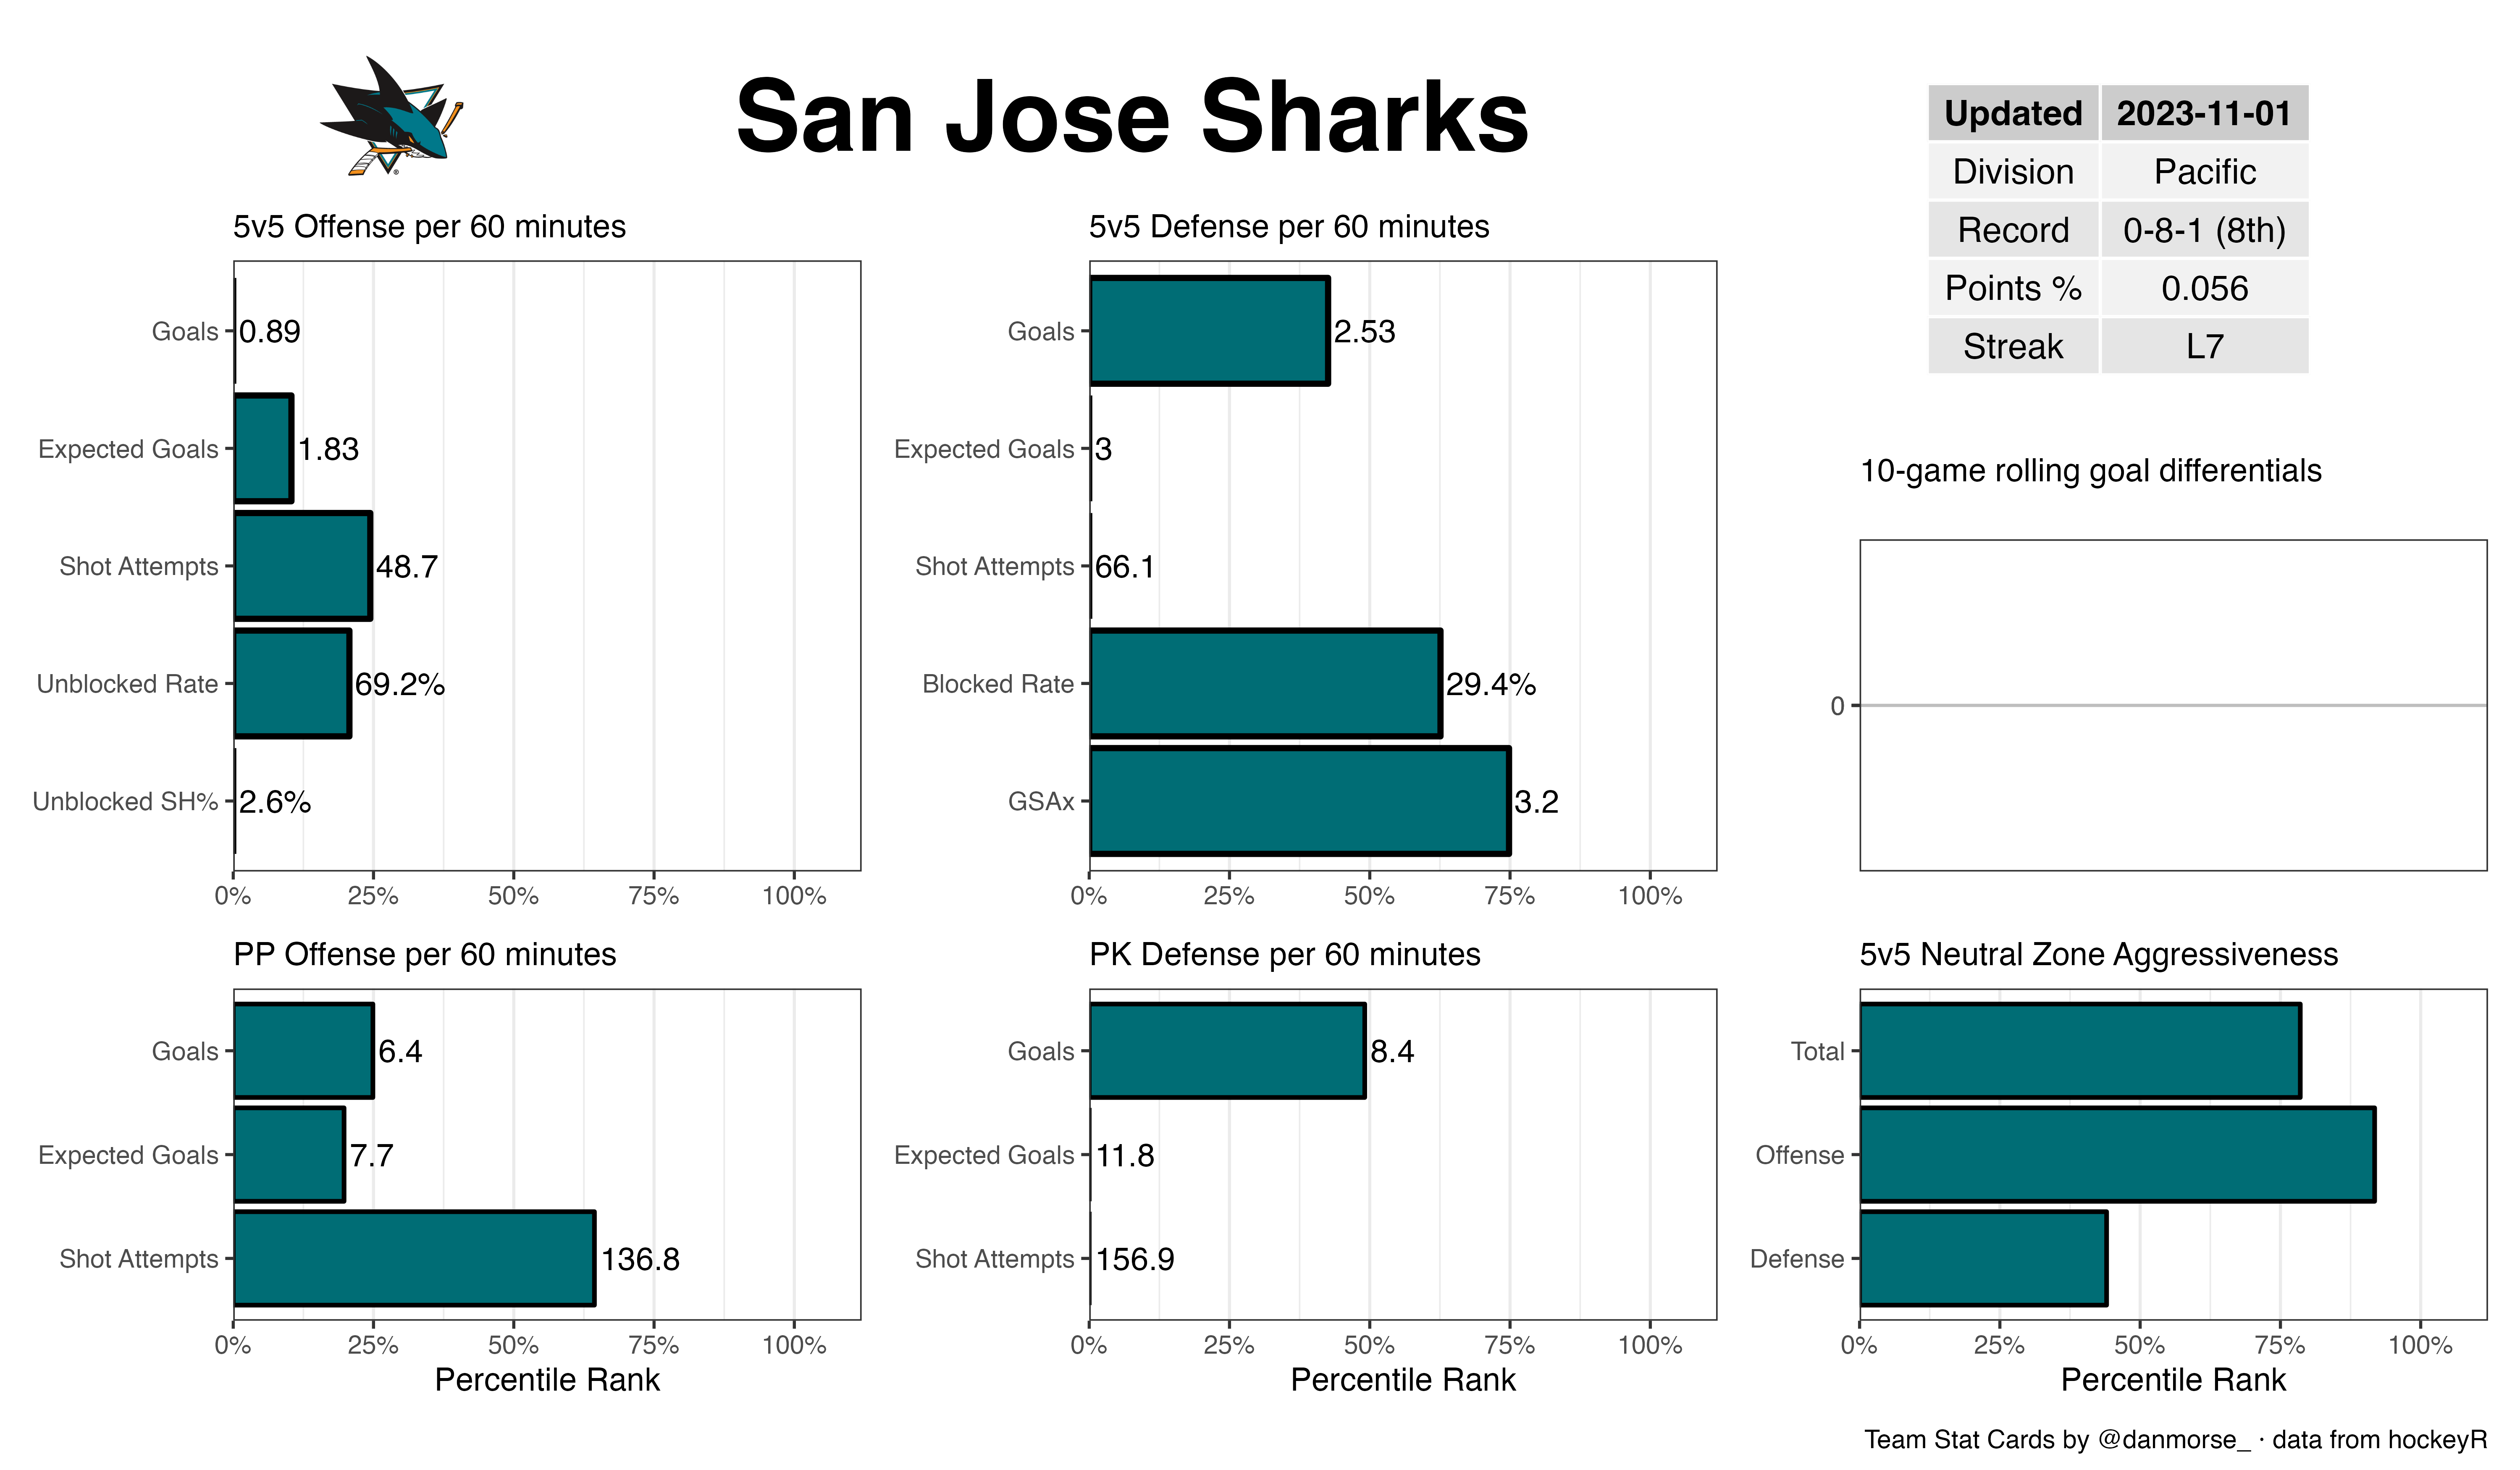 San Jose Sharks
Updated 2023-11-01
Division Pacific
Record 0-8-1 (8th)
Points % 0.056
Streak L7
5v5 Offense per 60 minutes
Goals 0.89
Expected Goals 1.83
Shot Attempts 48.7
Unblocked Rate 69.2%
Unblocked SH% 2.6%
0% 25% 50% 75% 100%
5v5 Defense per 60 minutes
Goals 2.53
Expected Goals 3
Shot Attempts 66.1
Blocked Rate 29.4%
GSAx 3.2
0% 25% 50% 75% 100%
10-game rolling goal differentials
0
PP Offense per 60 minutes
Goals 6.4
Expected Goals 7.7
Shot Attempts 136.8
0% 25% 50% 75% 100%
Percentile Rank
PK Defense per 60 minutes
Goals 8.4
Expected Goals 11.8
Shot Attempts 156.9
0% 25% 50% 75% 100%
Percentile Rank
5v5 Neutral Zone Aggressiveness
Total
Offense
Defense
0% 25% 50% 75% 100%
Percentile Rank
Team Stat Cards by @danmorse_ · data from hockeyR